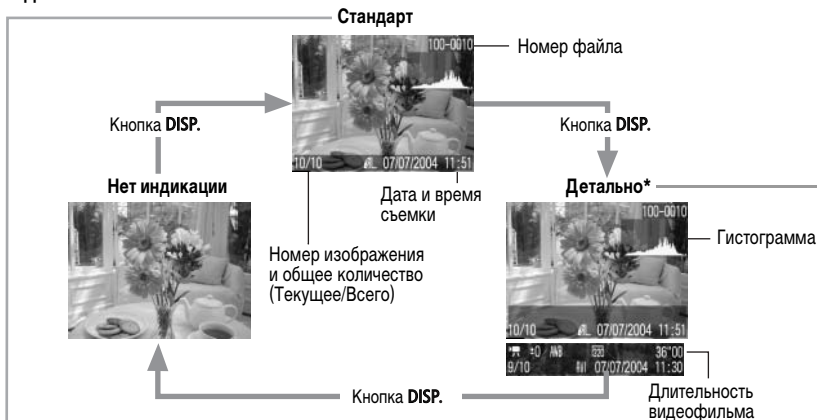 Стандарт
100-0010
Номер файла
Кнопка DISP.
Кнопка DISP.
10/10 07/07/2004 11:51
Нет индикации
Дата и время
съемки
Детально*
100-0010
Номер изображения
и общее количество
(Текущее/Всего)
Гистограмма
10/10 07/07/2004 11:51
±0 AWB 36"00
9/10 07/07/2004 11:30
Кнопка DISP.
Длительность
видеофильма